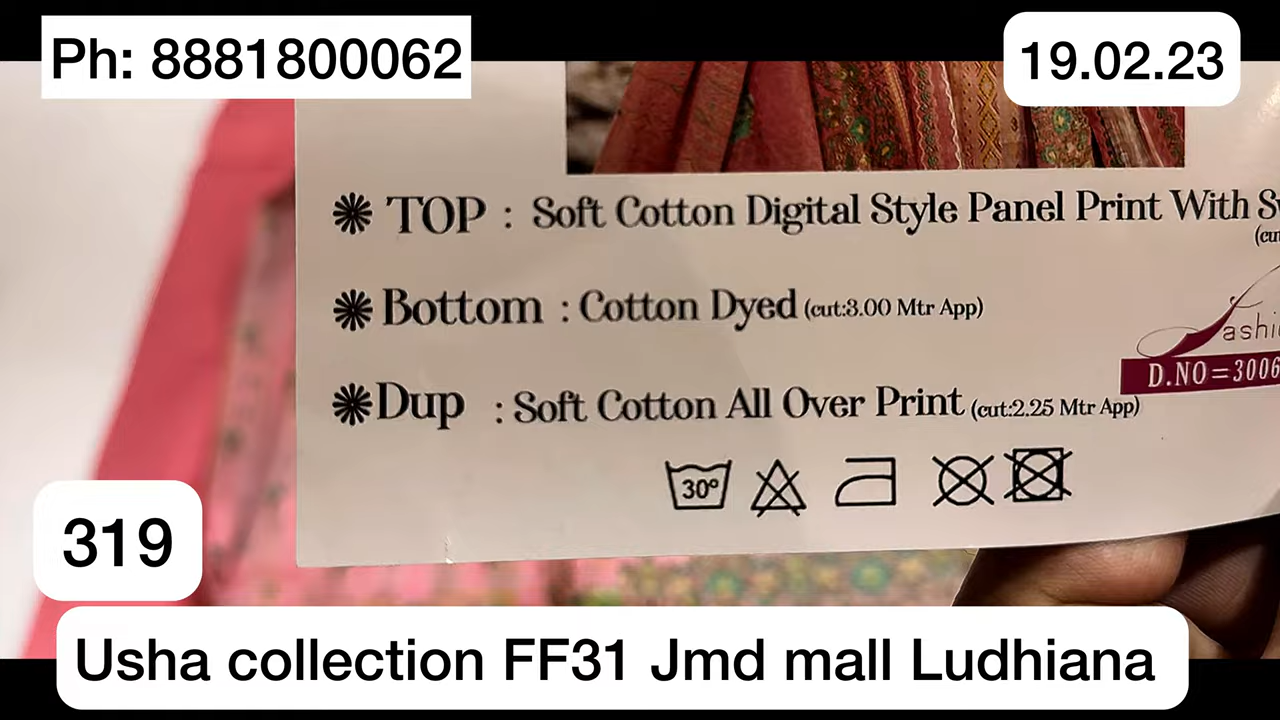 Ph: 8881800062
19.02.23
TOP : Soft Cotton Digital Style Panel Print With
Bottom : Cotton Dyed (cut:3.00 Mtr App)
D.NO=3006
Dup : Soft Cotton All Over Print (cut:2.25 Mtr App)
30°
319
Usha collection FF31 Jmd mall Ludhiana